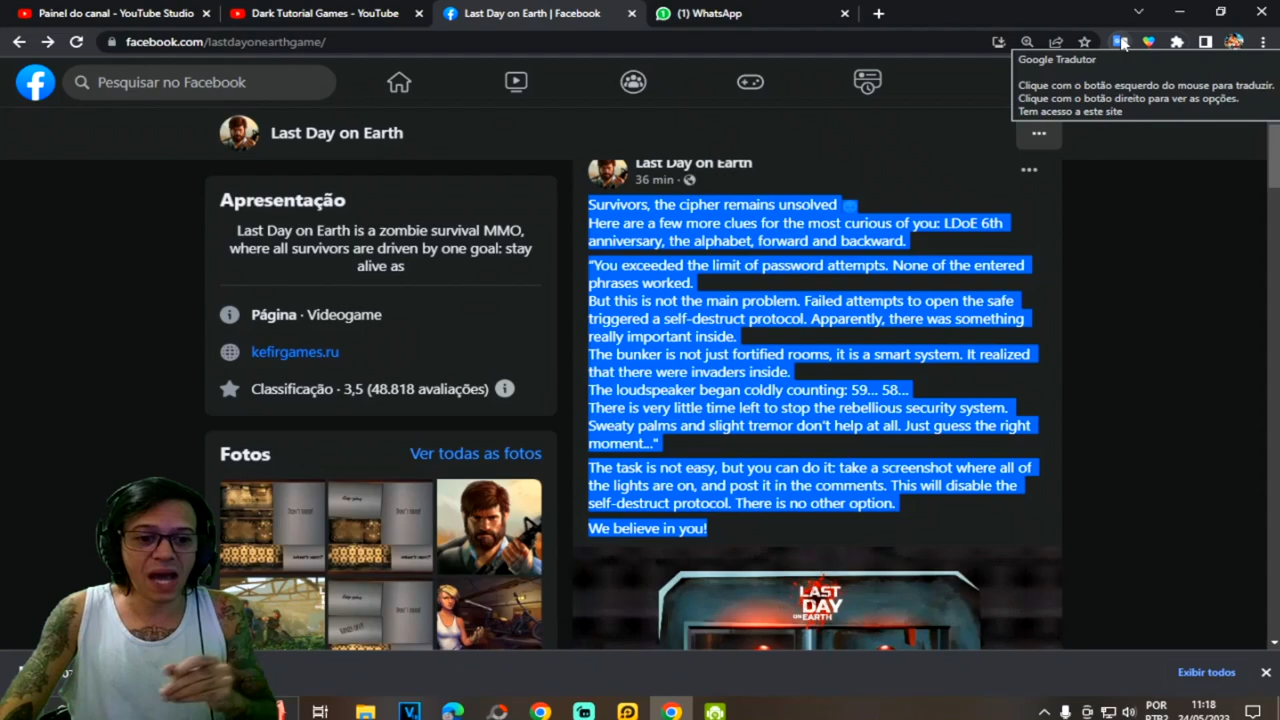 Painel do canal - YouTube Studio
Dark Tutorial Games - YouTube
Last Day on Earth | Facebook
(1) WhatsApp
facebook.com/lastdayonearthgame/
Google Tradutor
Clique com o botão esquerdo do mouse para traduzir.
Clique com o botão direito para ver as opções.
Tem acesso a este site
Pesquisar no Facebook
Last Day on Earth
Apresentação
Last Day on Earth is a zombie survival MMO,
where all survivors are driven by one goal: stay
alive as
Página · Videogame
kefirgames.ru
Classificação · 3,5 (48.818 avaliações)
Fotos
Ver todas as fotos
Last Day on Earth
36 min ·
Survivors, the cipher remains unsolved
Here are a few more clues for the most curious of you: LDoE 6th
anniversary, the alphabet, forward and backward.
"You exceeded the limit of password attempts. None of the entered
phrases worked.
But this is not the main problem. Failed attempts to open the safe
triggered a self-destruct protocol. Apparently, there was something
really important inside.
The bunker is not just fortified rooms, it is a smart system. It realized
that there were invaders inside.
The loudspeaker began coldly counting: 59... 58...
There is very little time left to stop the rebellious security system.
Sweaty palms and slight tremor don't help at all. Just guess the right
moment..."
The task is not easy, but you can do it: take a screenshot where all of
the lights are on, and post it in the comments. This will disable the
self-destruct protocol. There is no other option.
We believe in you!
LAST
DAY
ON EARTH
Exibir todos
POR
PTB2
11:18
24/05/2023